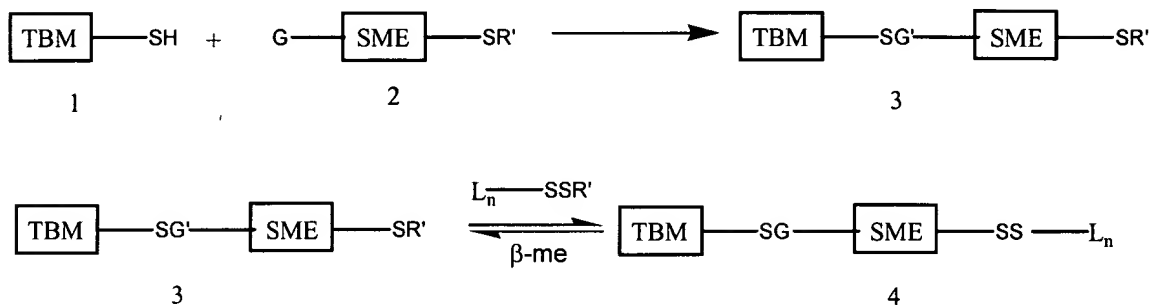 TBM SH + G SME SR' TBM SG' SME SR'
1 2 3
Ln SSR'
TBM SG' SME SR' β-me TBM SG SME SS Ln
3 4